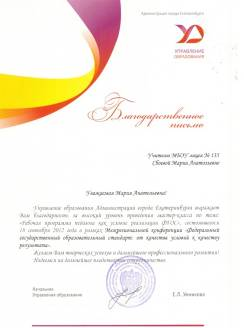 Администрация города Екатеринбурга
УПРАВЛЕНИЕ
ОБРАЗОВАНИЯ
Благодарственное
письмо
Учителю МБОУ лицея № 135
Сбоевой Марии Анатольевне
Уважаемая Мария Анатольевна!
Управление образования Администрации города Екатеринбурга выражает
Вам благодарность за высокий уровень проведения мастер-класса по теме:
«Рабочая программа педагога как условие реализации ФГОС», состоявшегося
18 сентября 2012 года в рамках Межрегиональной конференции «Федеральный
государственный образовательный стандарт: от качества условий к качеству
результата».
Желаем Вам творческих успехов и дальнейшего профессионального развития!
Надеемся на дальнейшее плодотворное сотрудничество.
Начальник
Управления образования
Е.Л. Умникова